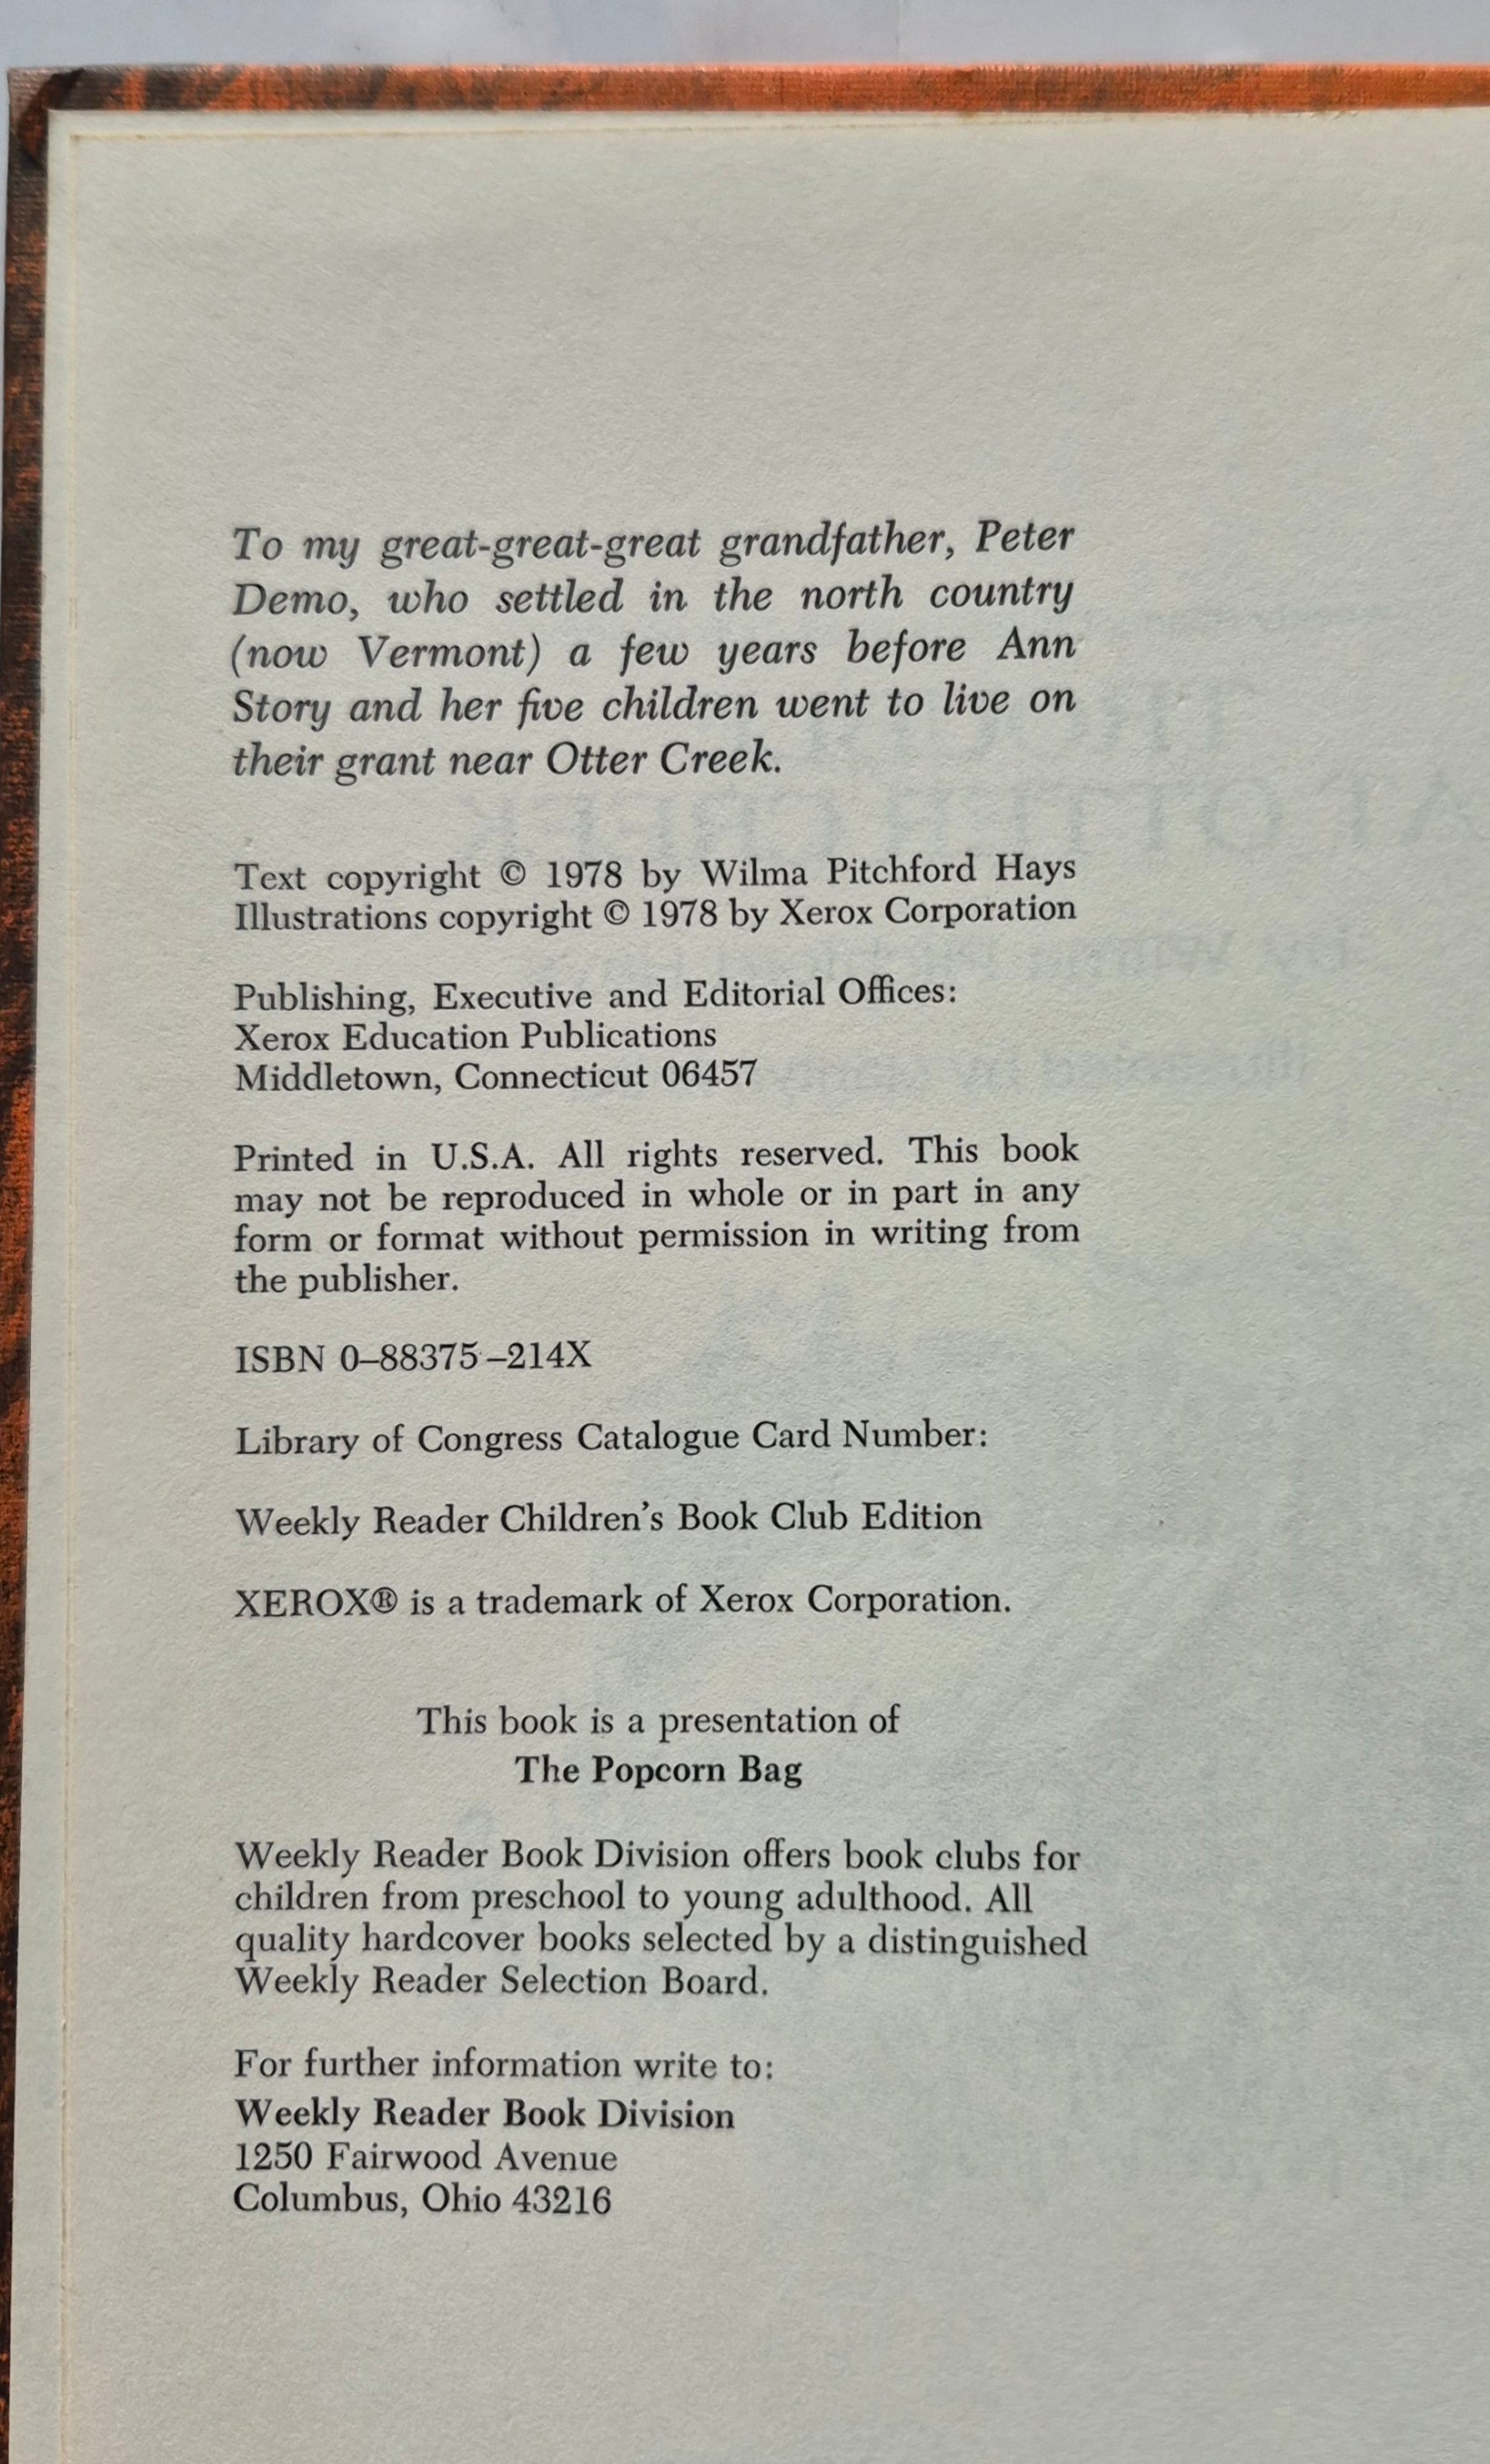 To my great-great-great grandfather, Peter
Demo, who settled in the north country
(now Vermont) a few years before Ann
Story and her five children went to live on
their grant near Otter Creek.
Text copyright © 1978 by Wilma Pitchford Hays
Illustrations copyright © 1978 by Xerox Corporation
Publishing, Executive and Editorial Offices:
Xerox Education Publications
Middletown, Connecticut 06457
Printed in U.S.A. All rights reserved. This book
may not be reproduced in whole or in part in any
form or format without permission in writing from
the publisher.
ISBN 0–88375–214X
Library of Congress Catalogue Card Number:
Weekly Reader Children's Book Club Edition
XEROX® is a trademark of Xerox Corporation.
This book is a presentation of
The Popcorn Bag
Weekly Reader Book Division offers book clubs for
children from preschool to young adulthood. All
quality hardcover books selected by a distinguished
Weekly Reader Selection Board.
For further information write to:
Weekly Reader Book Division
1250 Fairwood Avenue
Columbus, Ohio 43216